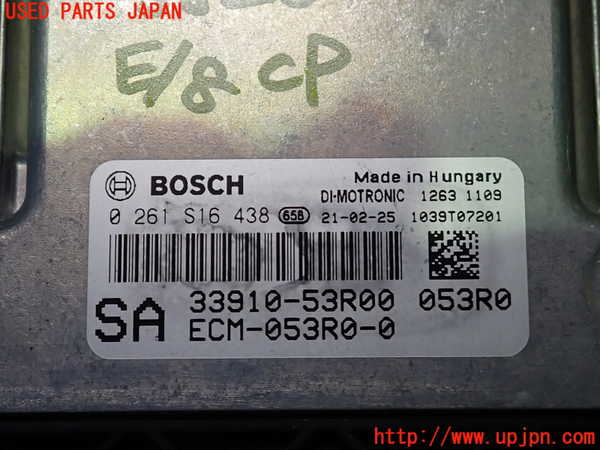 USED PARTS JAPAN
E/g CP
BOSCH
Made in Hungary
DI-MOTRONIC 1263 1109
0 261 S16 438 658 21-02-25 1039T07201
SA 33910-53R00 053R0
ECM-053R0-0
http://www.upjpn.com/